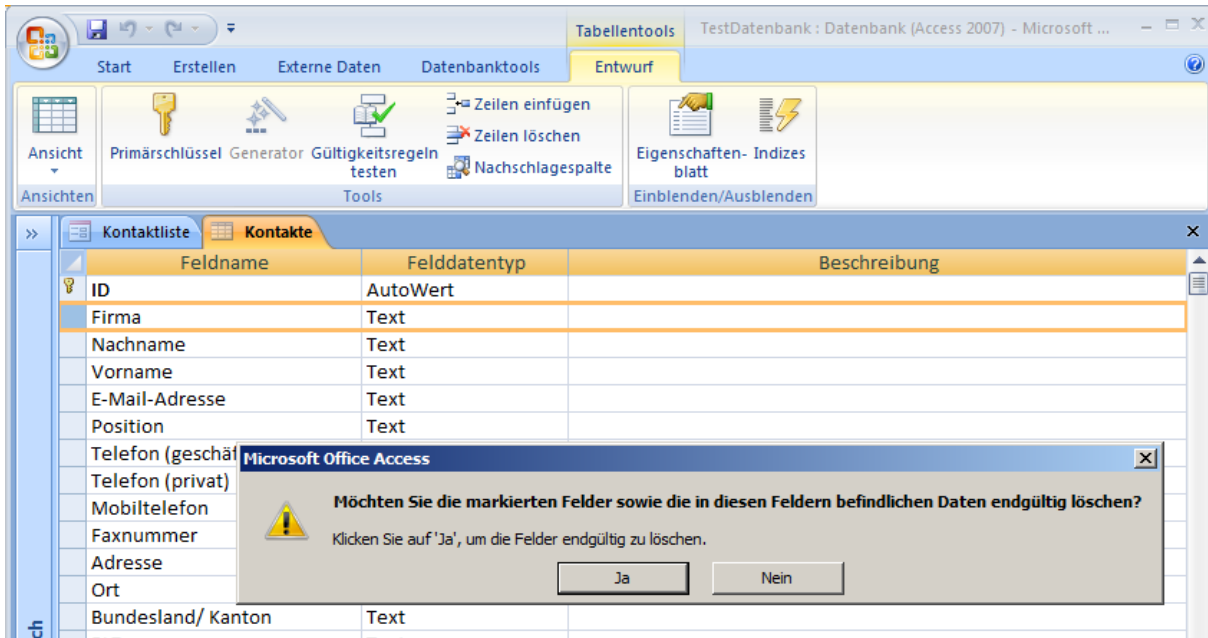 Tabellentools TestDatenbank : Datenbank (Access 2007) - Microsoft ...
Start Erstellen Externe Daten Datenbanktools Entwurf
Ansicht
Primärschlüssel Generator Gültigkeitsregeln testen
Zeilen einfügen
Zeilen löschen
Nachschlagespalte
Eigenschaften-
blatt
Indizes
Ansichten Tools Einblenden/Ausblenden
Kontaktliste Kontakte
Feldname Felddatentyp Beschreibung
ID AutoWert
Firma Text
Nachname Text
Vorname Text
E-Mail-Adresse Text
Position Text
Telefon (geschäf
Telefon (privat)
Mobiltelefon
Faxnummer
Adresse
Ort
Bundesland/ Kanton Text
Microsoft Office Access
Möchten Sie die markierten Felder sowie die in diesen Feldern befindlichen Daten endgültig löschen?
Klicken Sie auf 'Ja', um die Felder endgültig zu löschen.
Ja Nein
ch